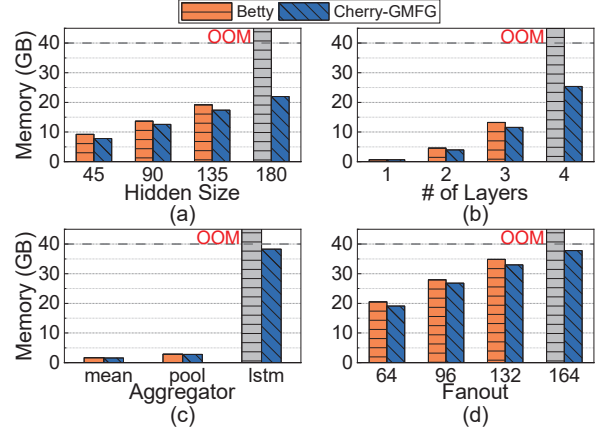 Betty Cherry-GMFG
Memory (GB)
40
30
20
10
0
OOM
45 90 135 180
Hidden Size
(a)
40
30
20
10
0
OOM
1 2 3 4
# of Layers
(b)
Memory (GB)
40
30
20
10
0
OOM
mean pool lstm
Aggregator
(c)
40
30
20
10
0
OOM
64 96 132 164
Fanout
(d)